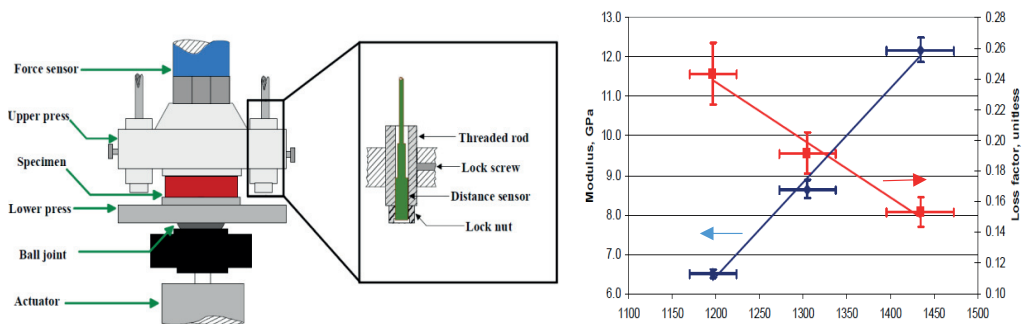 Force sensor
Upper press
Specimen
Lower press
Ball joint
Actuator
Threaded rod
Lock screw
Distance sensor
Lock nut
Modulus, GPa
13.0
12.0
11.0
10.0
9.0
8.0
7.0
6.0
1100 1150 1200 1250 1300 1350 1400 1450 1500
0.28
0.26
0.24
0.22
0.20
0.18
0.16
0.14
0.12
0.10
Loss factor, unitless